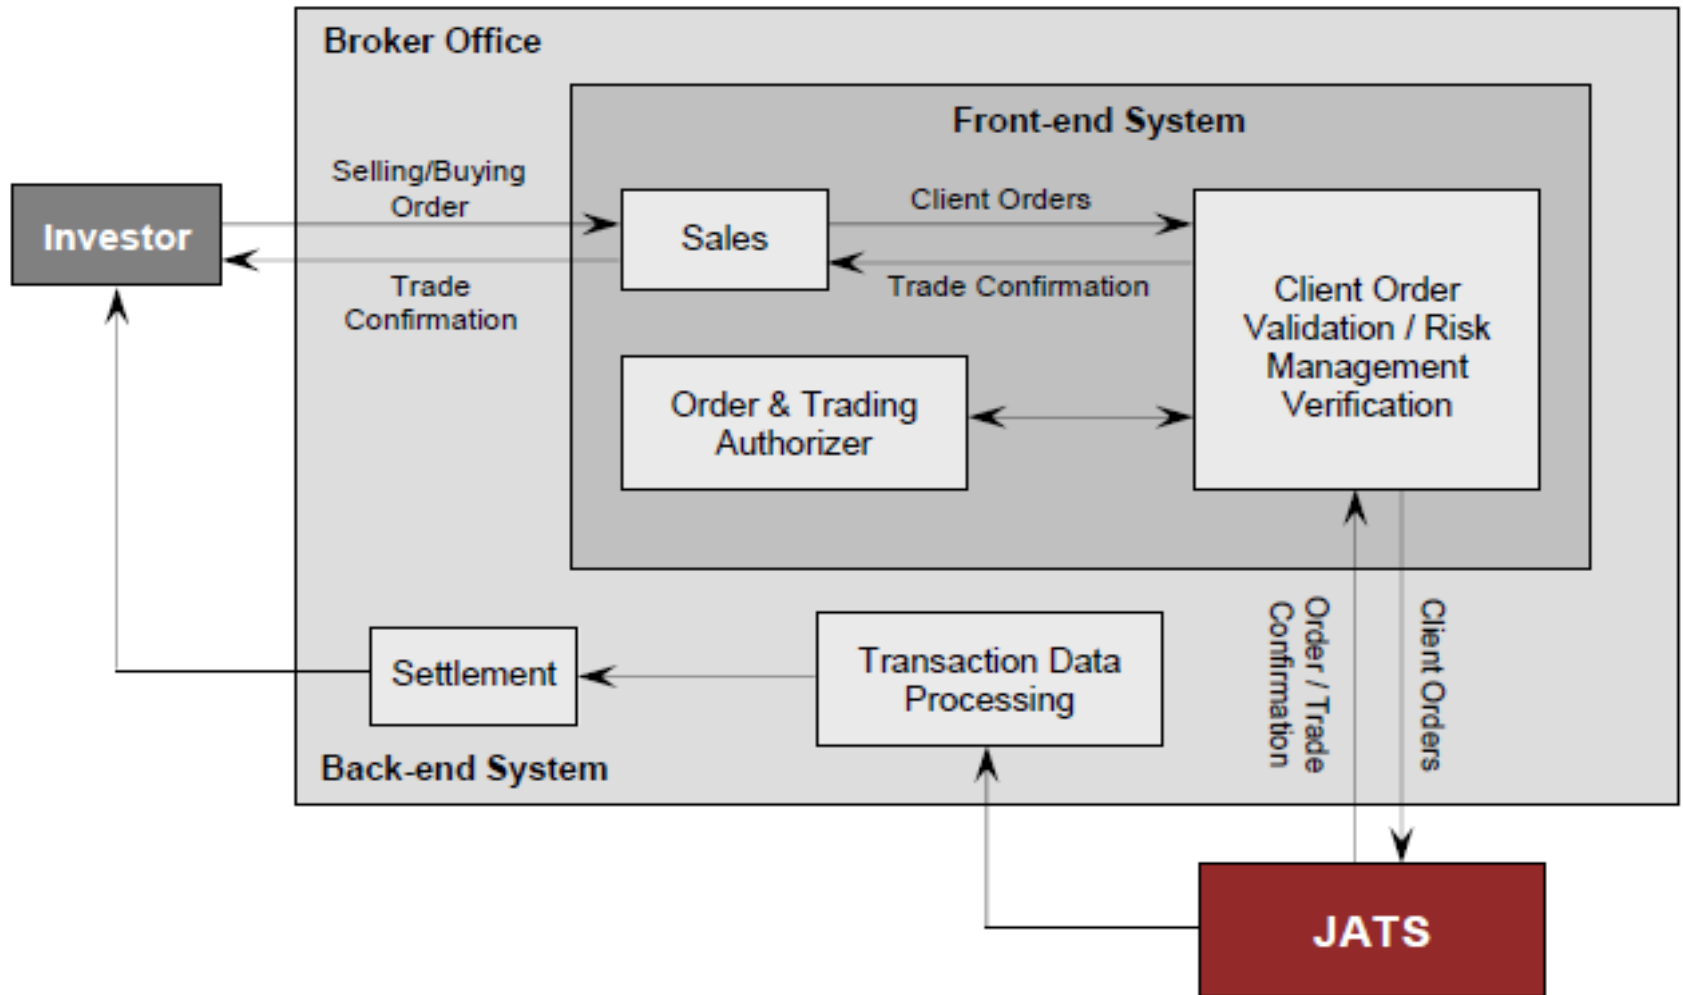 Broker Office
Front-end System
Selling/Buying
Order
Investor
Sales
Client Orders
Trade Confirmation
Trade
Confirmation
Client Order
Validation / Risk
Management
Verification
Order & Trading
Authorizer
Order / Trade
Confirmation
Client Orders
Settlement
Transaction Data
Processing
Back-end System
JATS